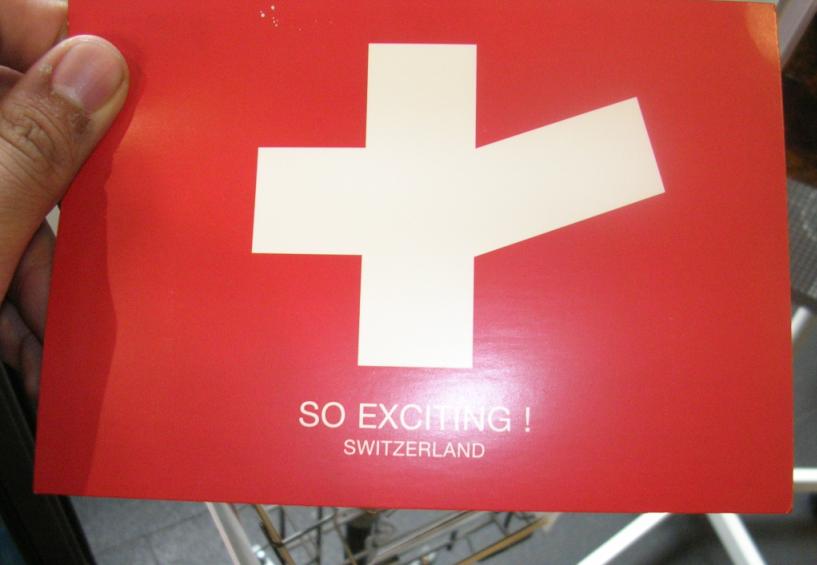 SO EXCITING !
SWITZERLAND